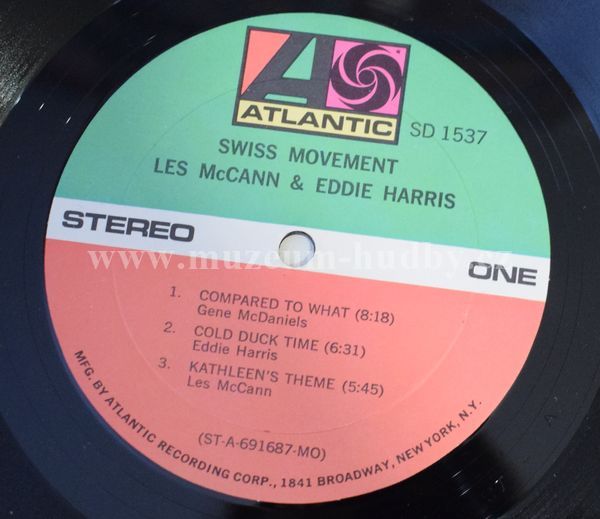 ATLANTIC
SD 1537
SWISS MOVEMENT
LES McCANN & EDDIE HARRIS
STEREO
ONE
www.muzeum-hudby.cz
1. COMPARED TO WHAT (8:18)
Gene McDaniels
2. COLD DUCK TIME (6:31)
Eddie Harris
3. KATHLEEN'S THEME (5:45)
Les McCann
(ST-A-691687-MO)
MFG. BY ATLANTIC RECORDING CORP., 1841 BROADWAY, NEW YORK, N.Y.